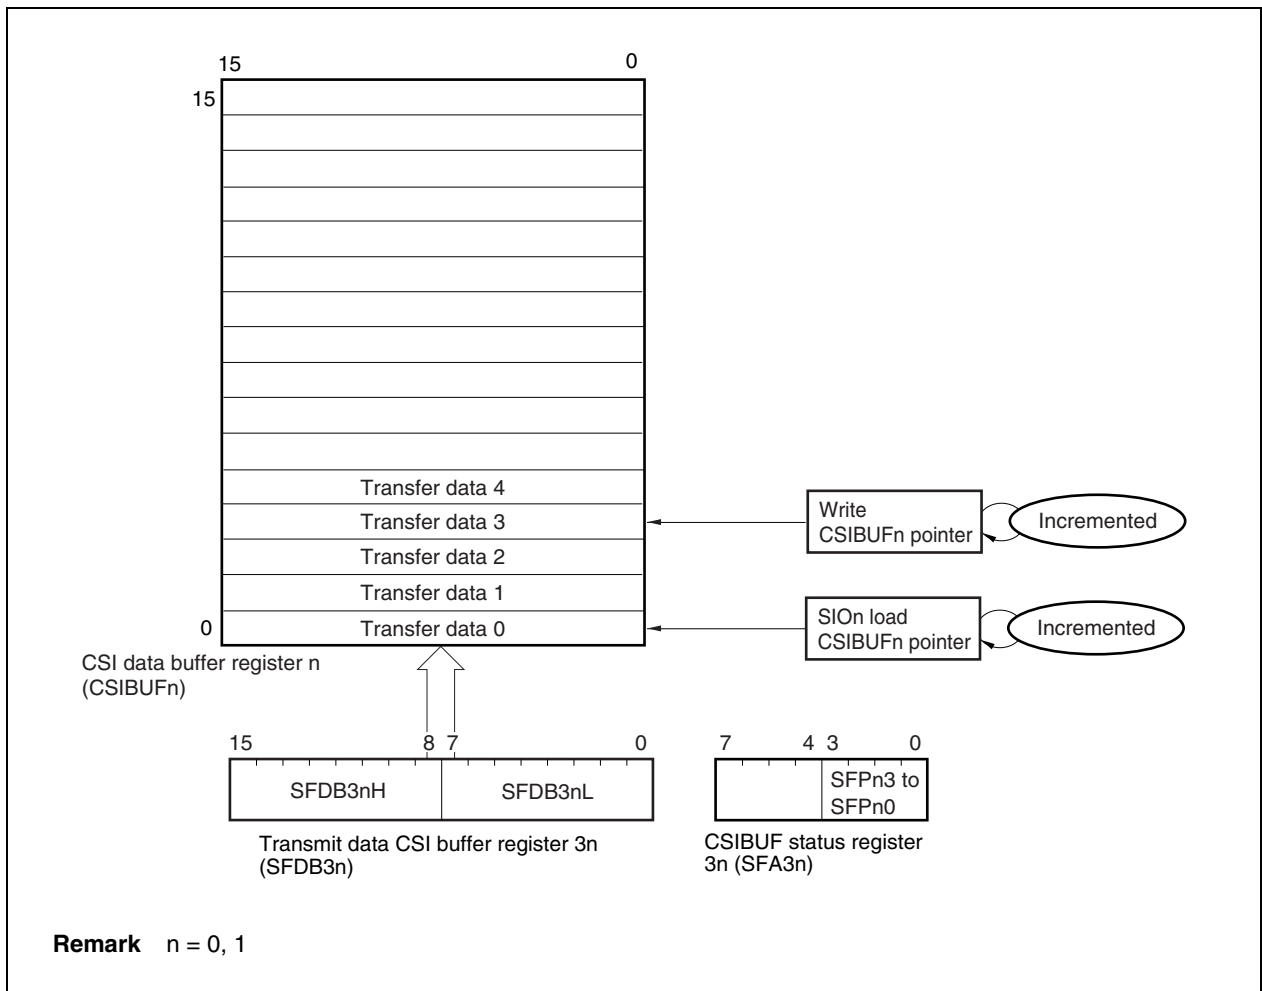 15 0
15
Transfer data 4
Transfer data 3
Transfer data 2
Transfer data 1
Transfer data 0
0
Write
CSIBUFn pointer
Incremented
SIOn load
CSIBUFn pointer
Incremented
CSI data buffer register n
(CSIBUFn)
15 8 7 0
SFDB3nH SFDB3nL
Transmit data CSI buffer register 3n
(SFDB3n)
7 4 3 0
SFPn3 to
SFPn0
CSIBUF status register
3n (SFA3n)
Remark n = 0, 1